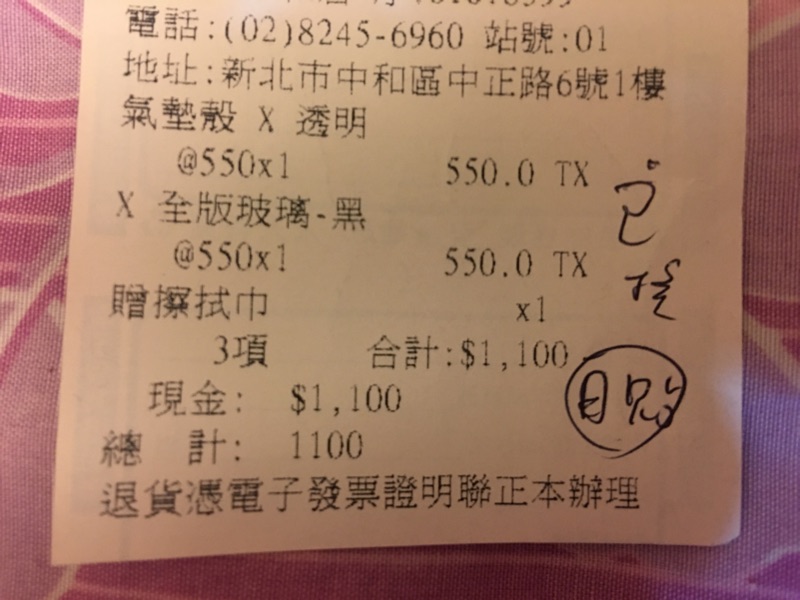 電話:(02)8245-6960 站號:01
地址:新北市中和區中正路6號1樓
氣墊殼 X 透明
@550x1 550.0 TX
X 全版玻璃-黑
@550x1 550.0 TX
贈擦拭巾 x1
3項 合計:$1,100
現金: $1,100
總 計: 1100
退貨憑電子發票證明聯正本辦理
已
自貼